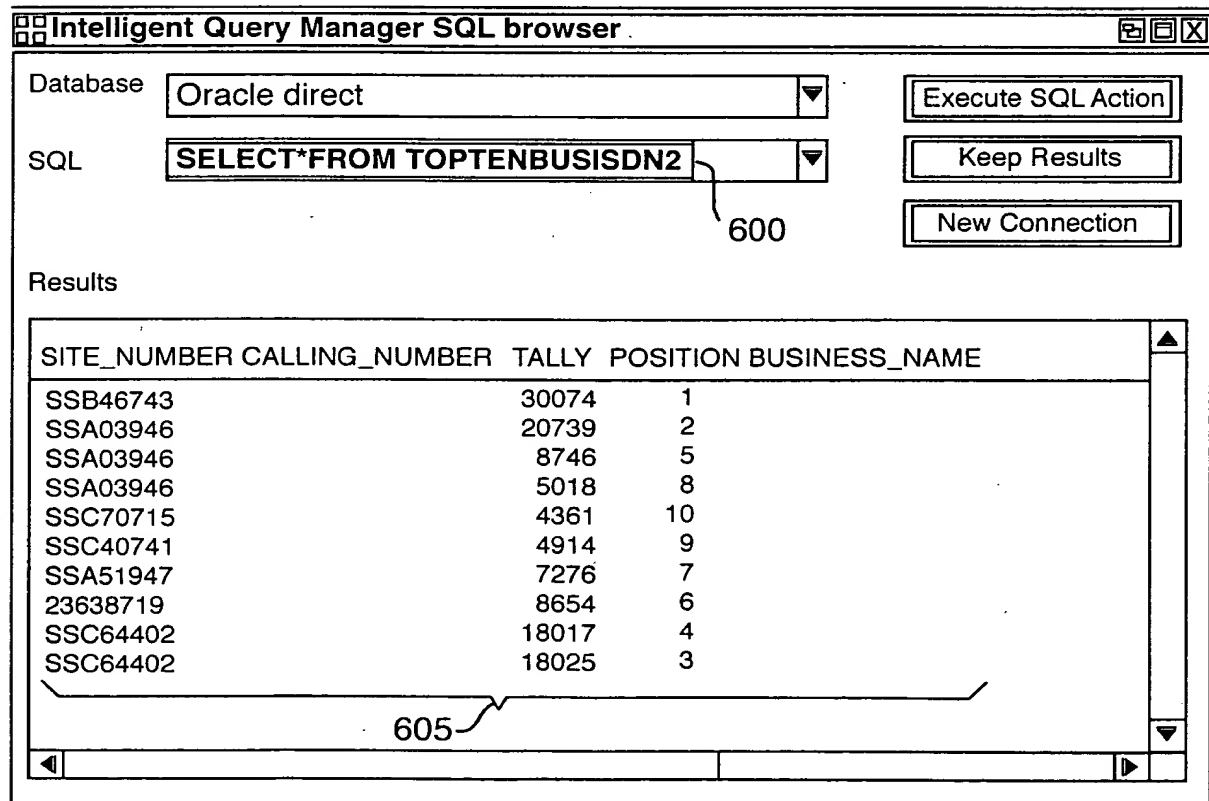 Intelligent Query Manager SQL browser
Database
Oracle direct
Execute SQL Action
SQL
SELECT*FROM TOPTENBUSISDN2
Keep Results
600
New Connection
Results
SITE_NUMBER CALLING_NUMBER TALLY POSITION BUSINESS_NAME
SSB46743 30074 1
SSA03946 20739 2
SSA03946 8746 5
SSA03946 5018 8
SSC70715 4361 10
SSC40741 4914 9
SSA51947 7276 7
23638719 8654 6
SSC64402 18017 4
SSC64402 18025 3
605